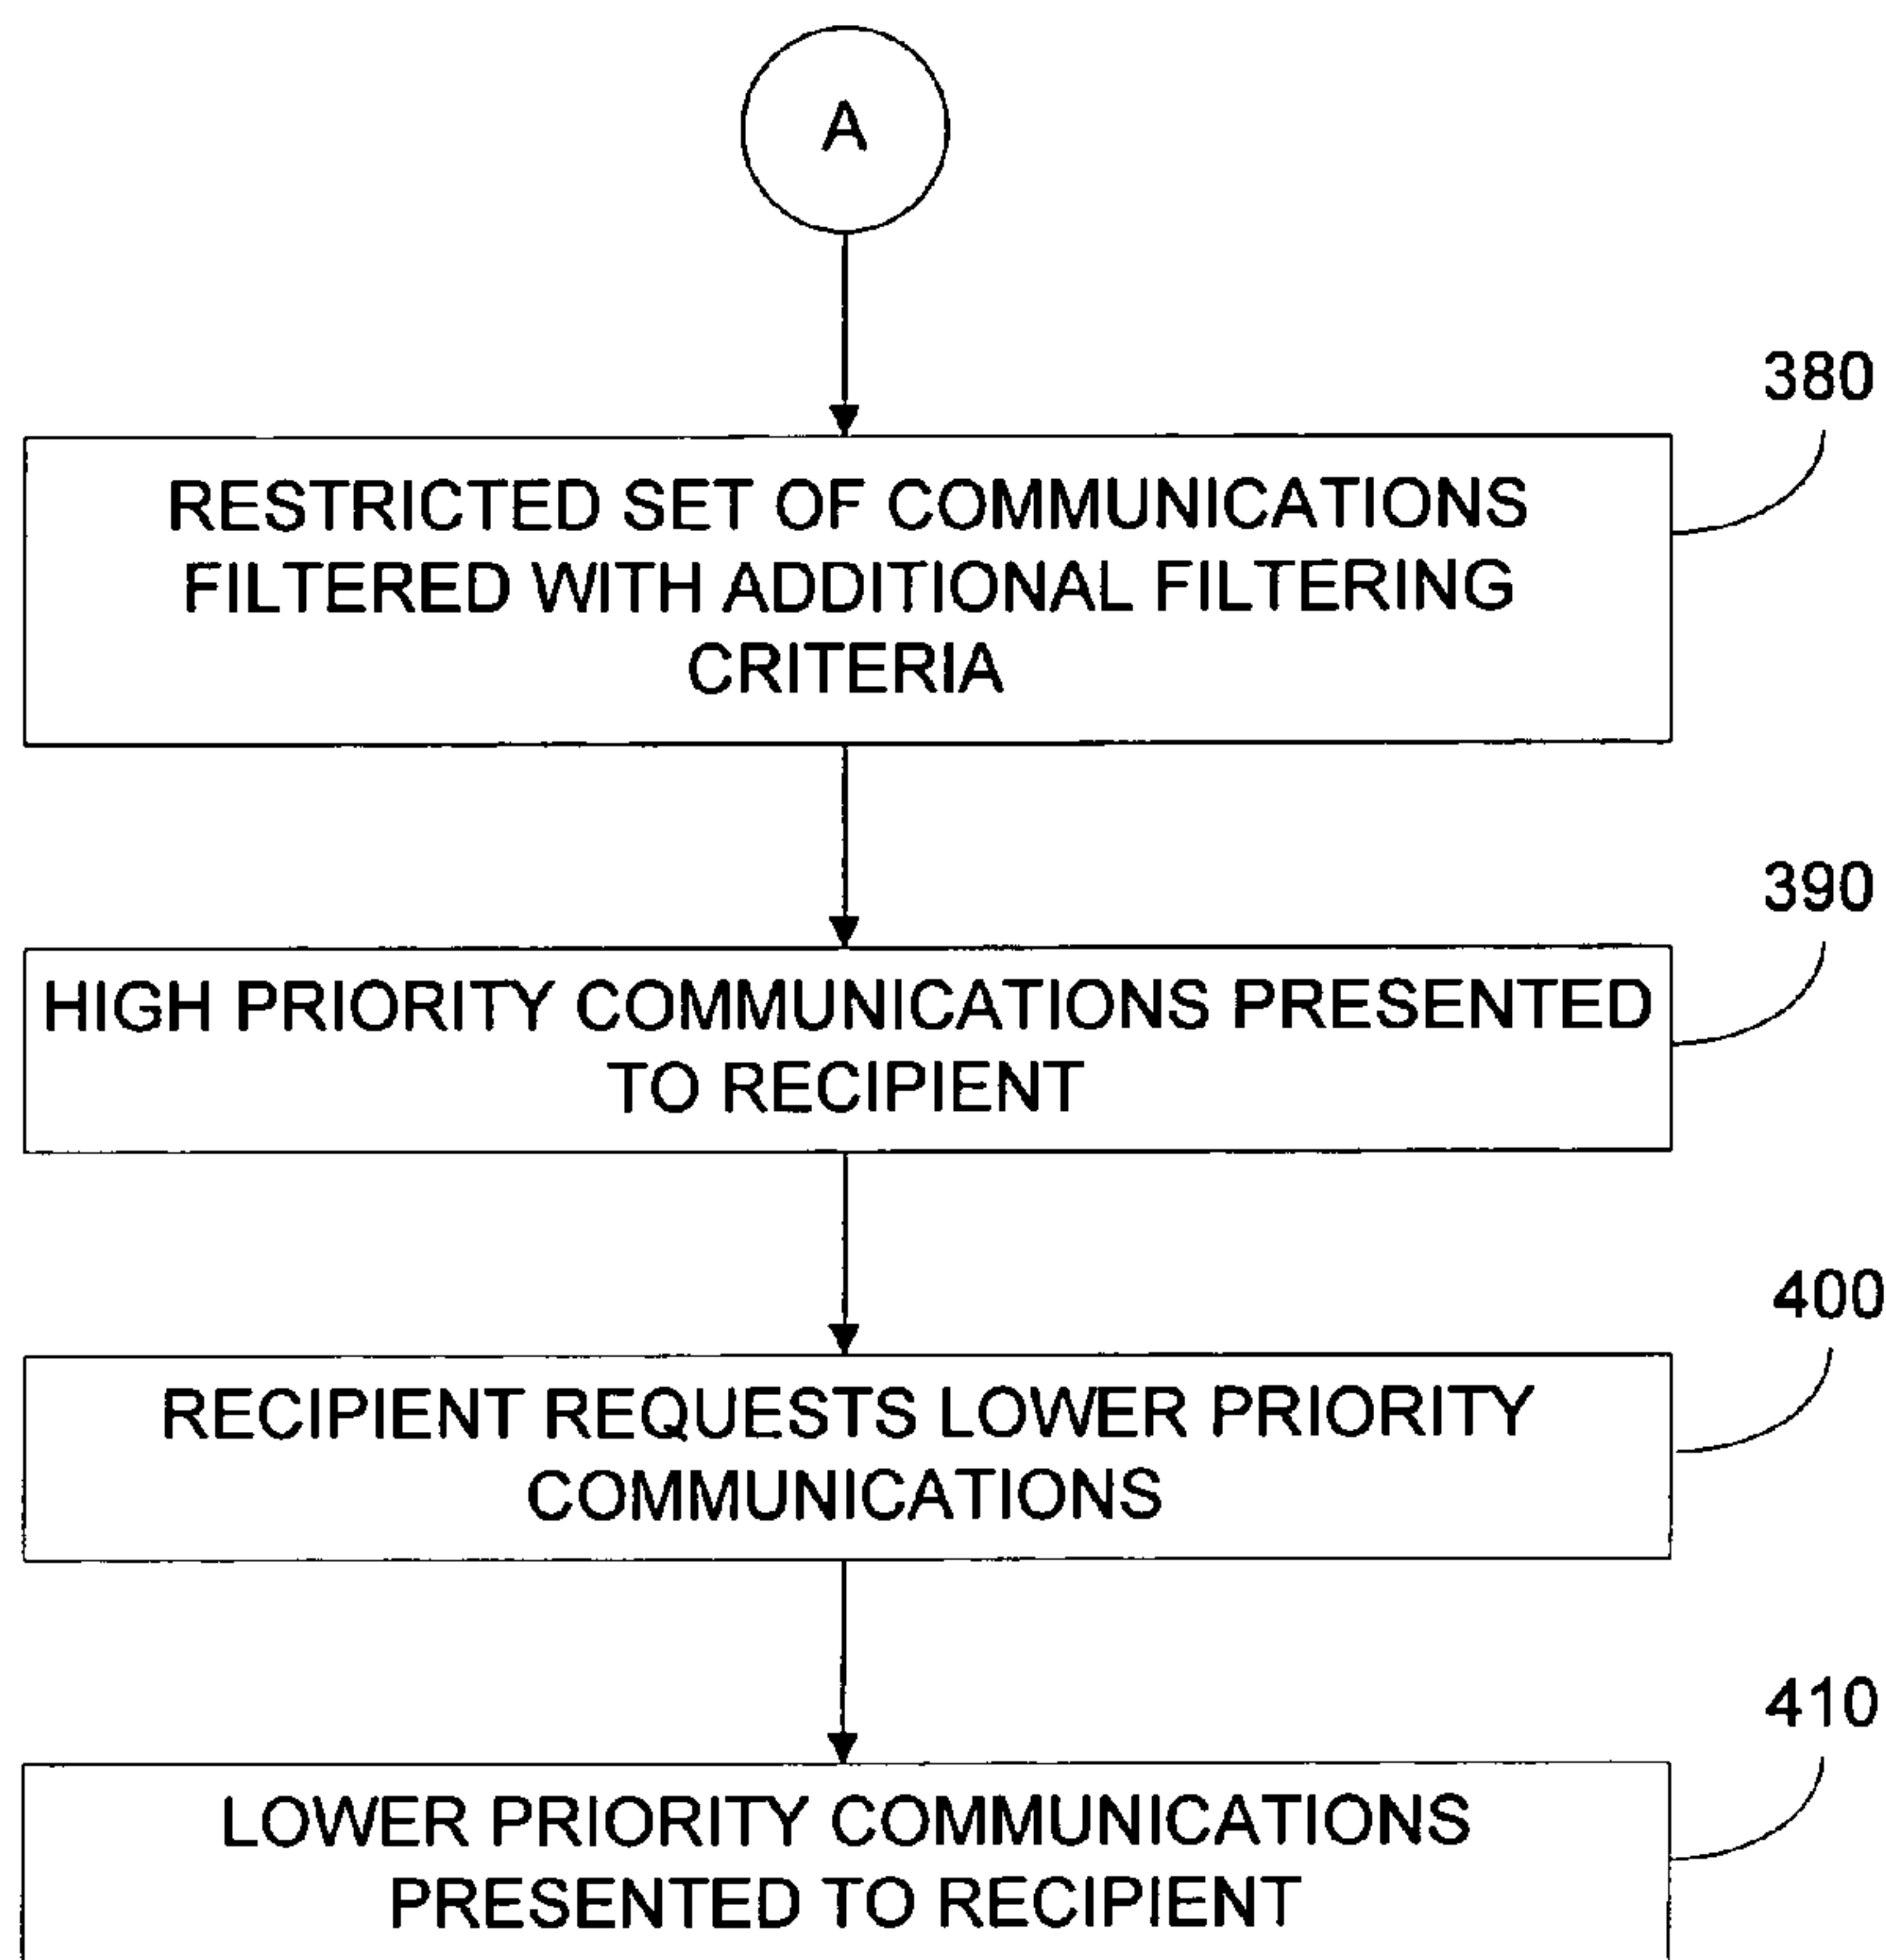 A
380
RESTRICTED SET OF COMMUNICATIONS
FILTERED WITH ADDITIONAL FILTERING
CRITERIA
390
HIGH PRIORITY COMMUNICATIONS PRESENTED
TO RECIPIENT
400
RECIPIENT REQUESTS LOWER PRIORITY
COMMUNICATIONS
410
LOWER PRIORITY COMMUNICATIONS
PRESENTED TO RECIPIENT